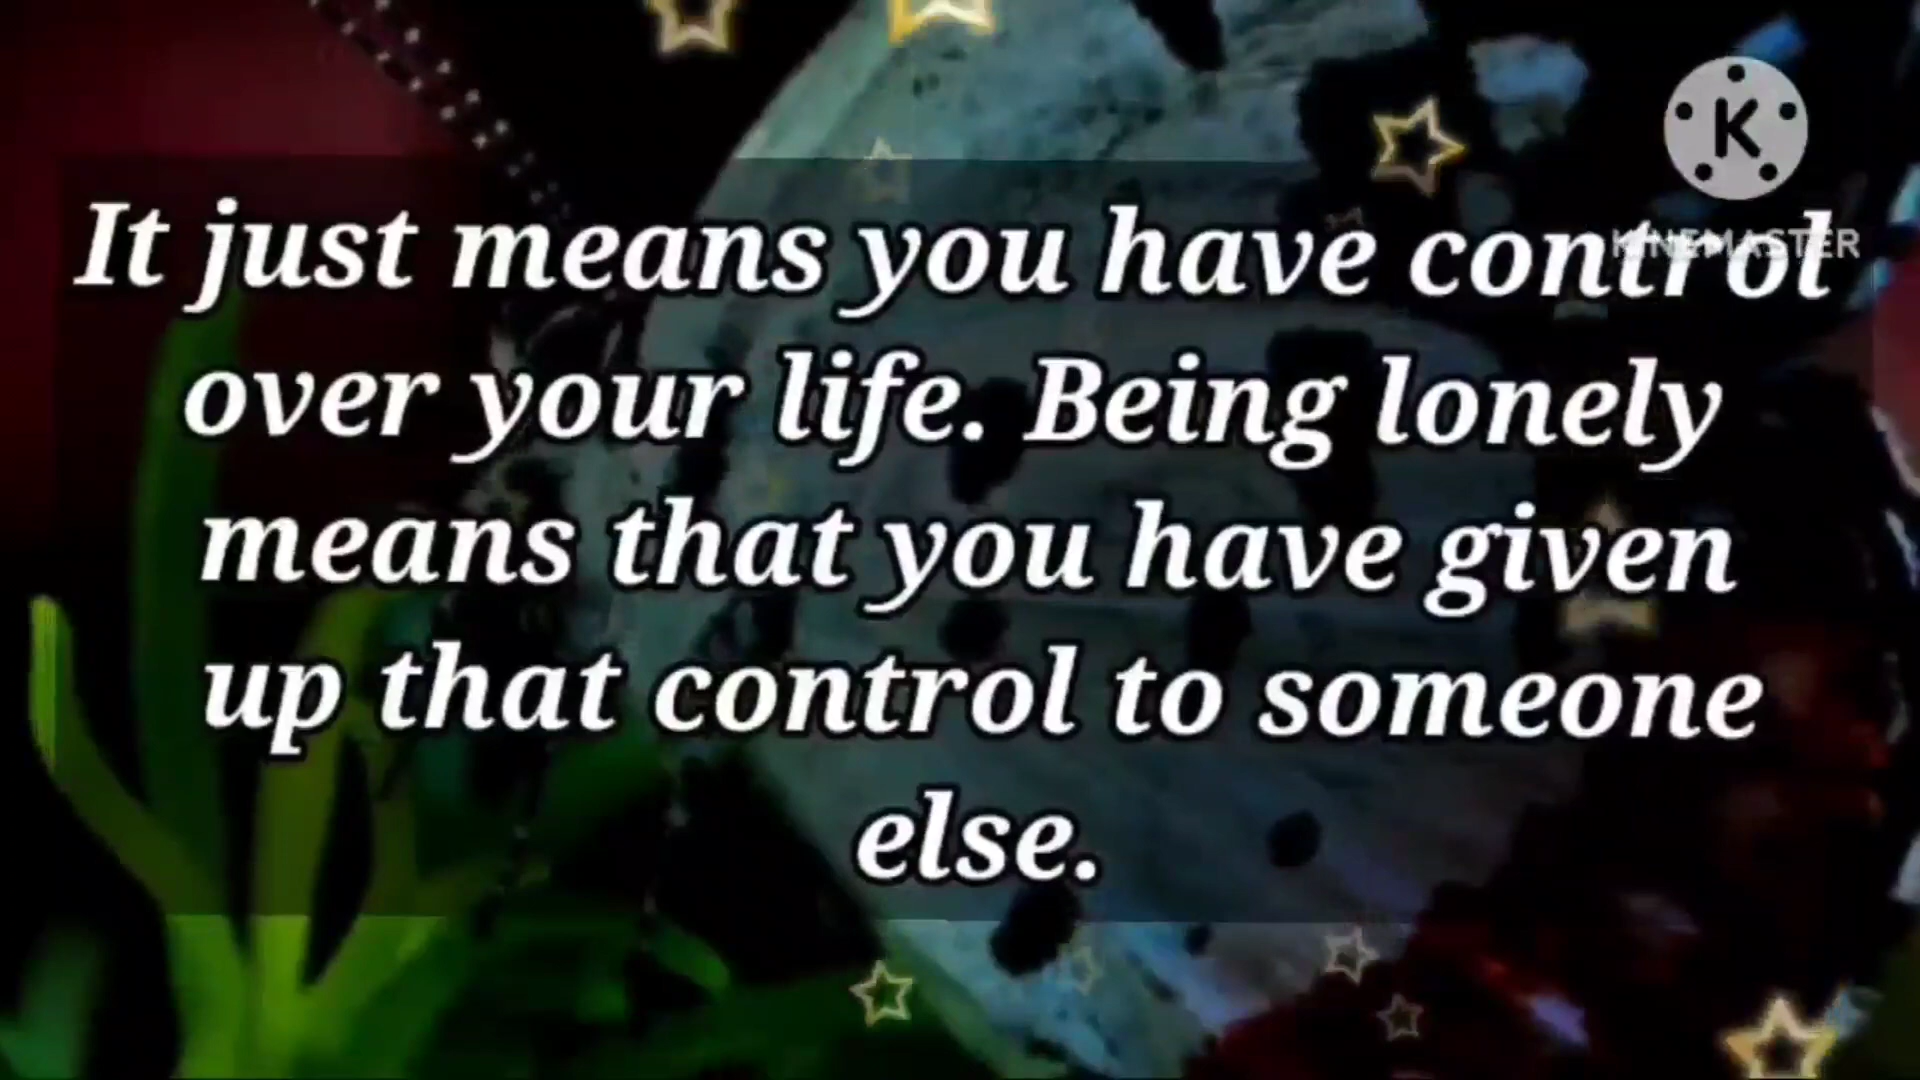 K
KINEMASTER
It just means you have control
over your life. Being lonely
means that you have given
up that control to someone
else.